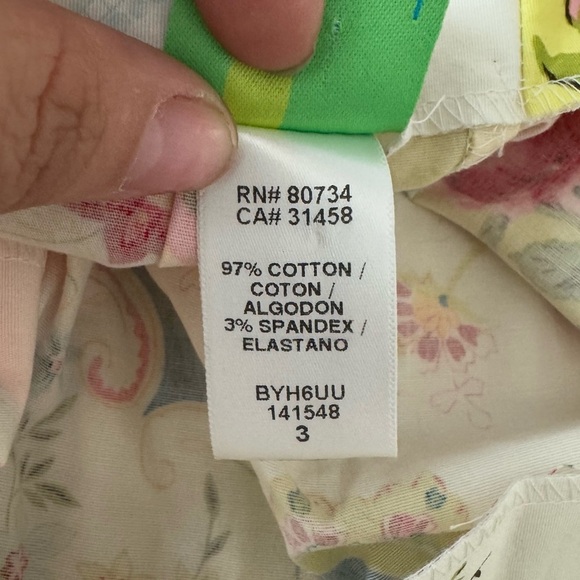 RN# 80734
CA# 31458
97% COTTON /
COTON /
ALGODON
3% SPANDEX /
ELASTANO
BYH6UU
141548
3